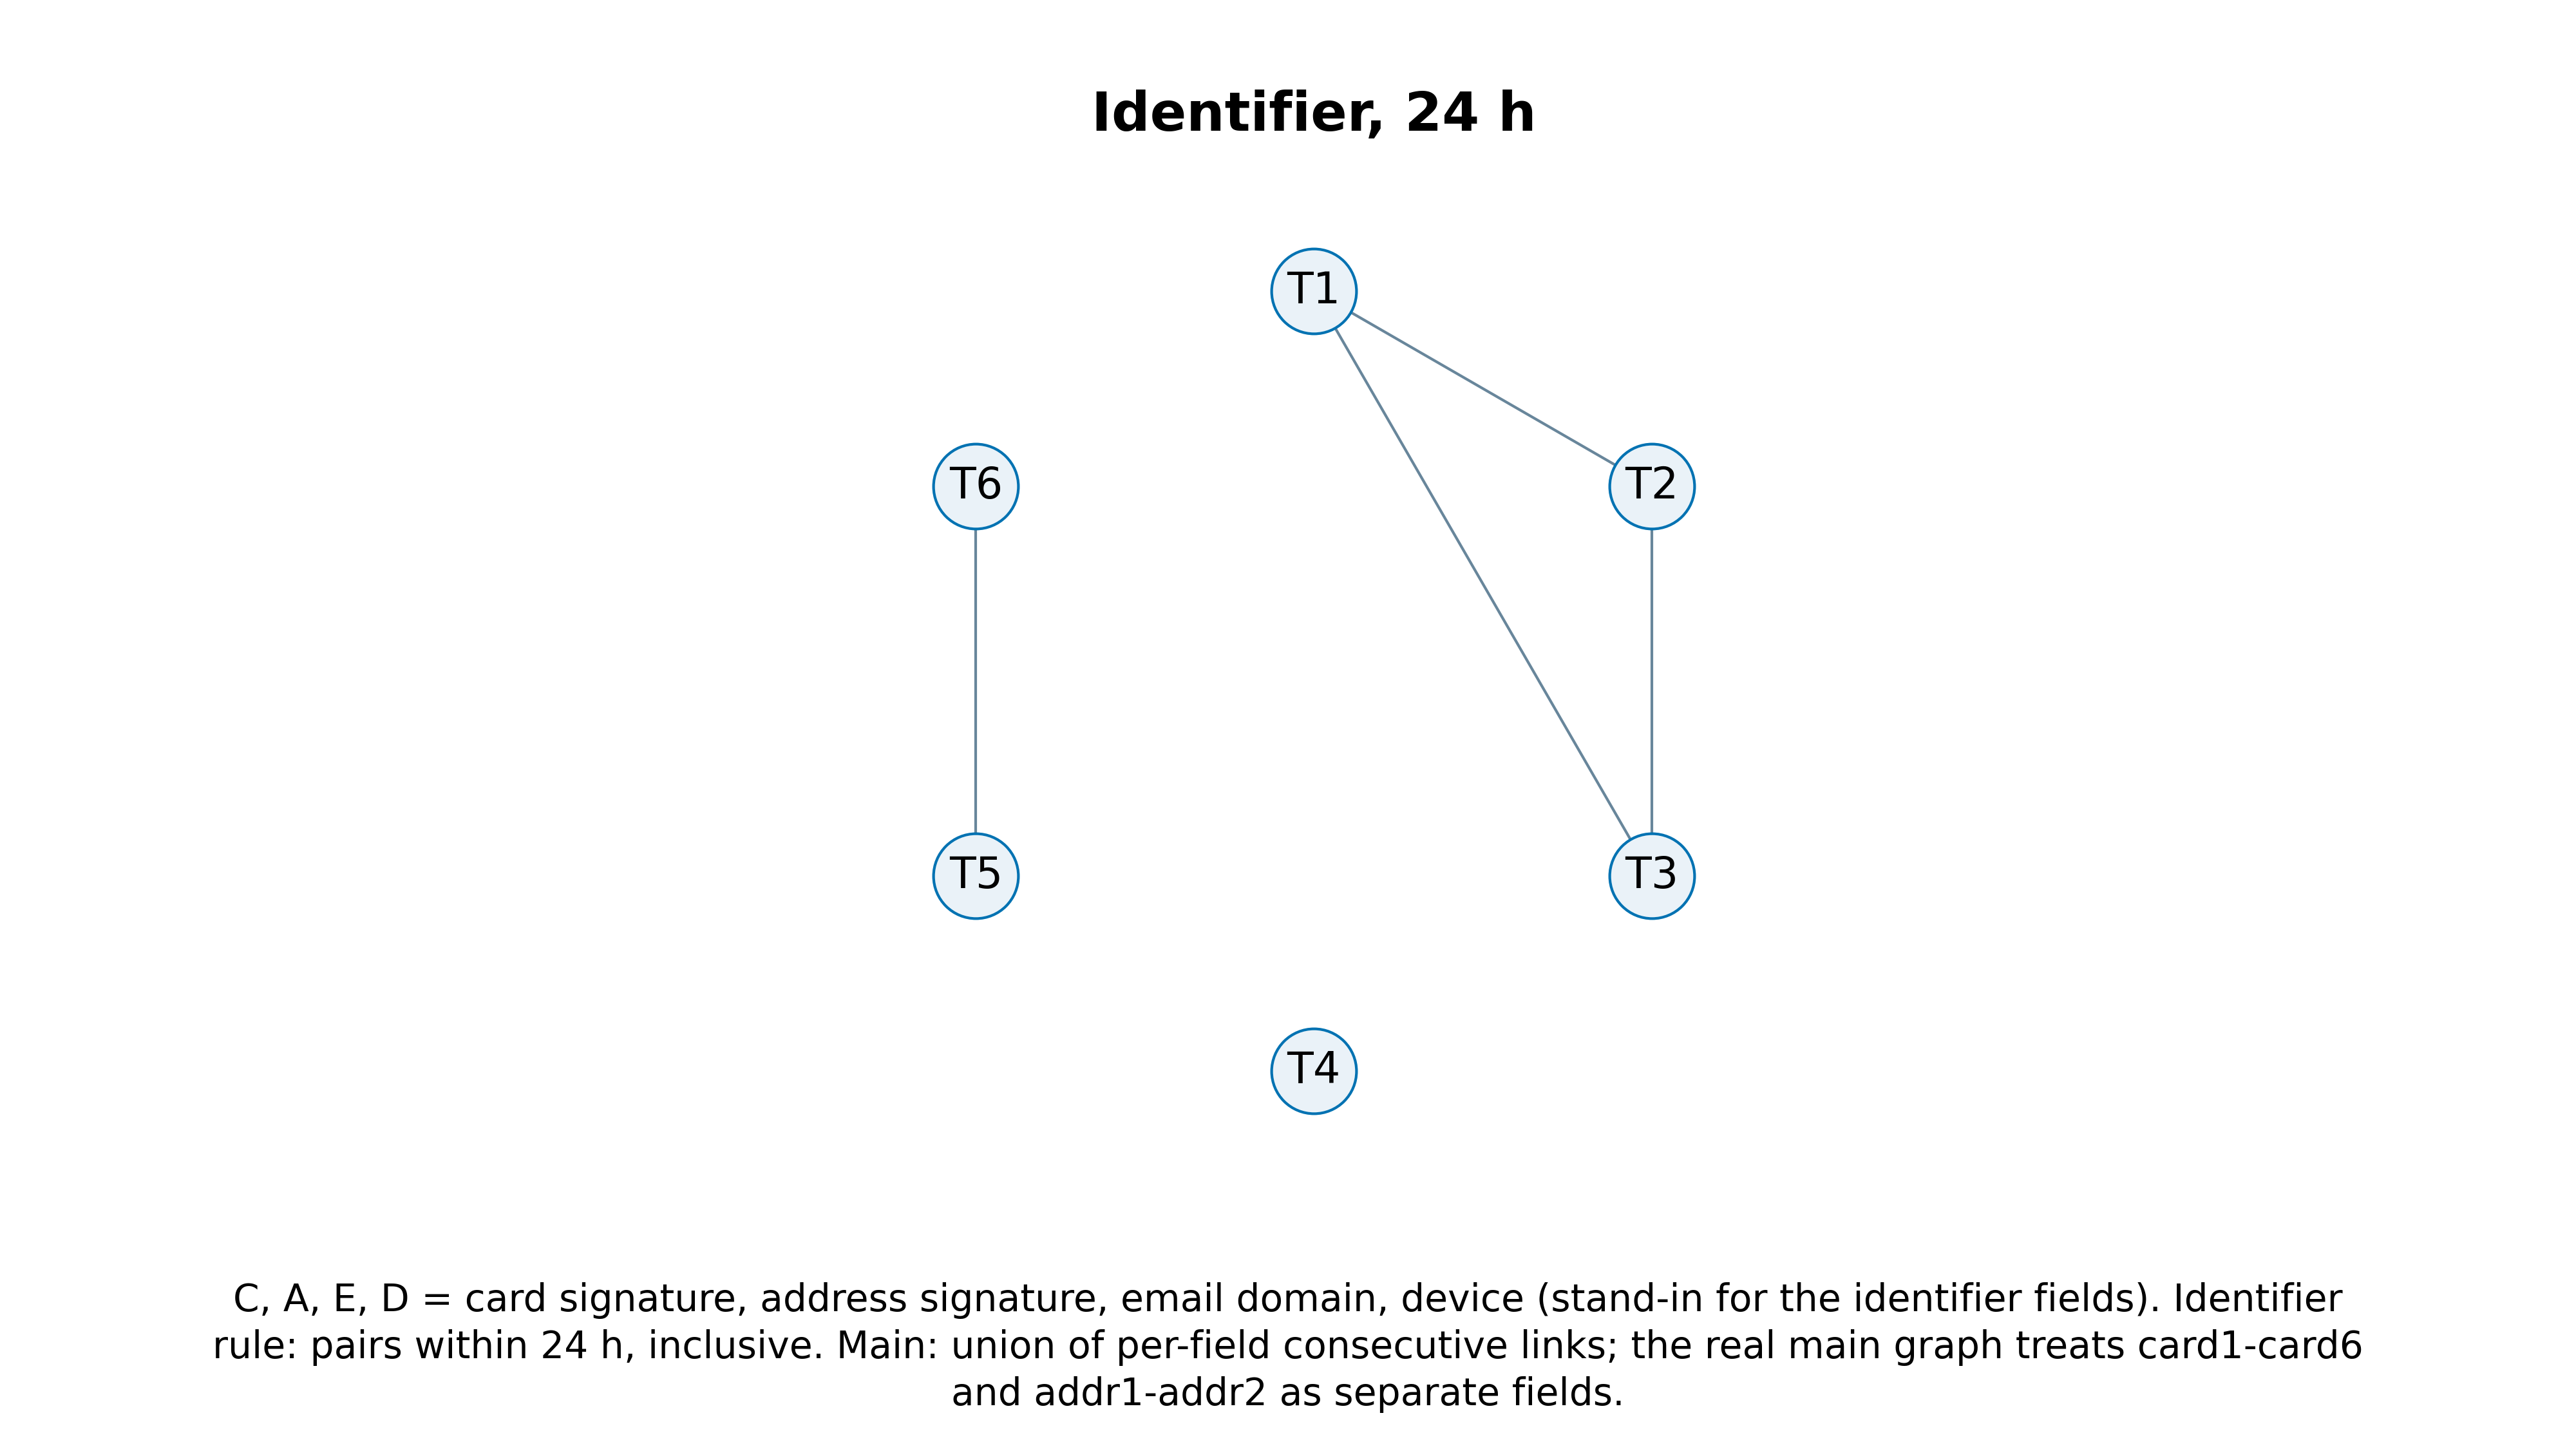 Identifier, 24 h
T1
T6
T2
T5
T3
T4
C, A, E, D = card signature, address signature, email domain, device (stand-in for the identifier fields). Identifier
rule: pairs within 24 h, inclusive. Main: union of per-field consecutive links; the real main graph treats card1-card6
and addr1-addr2 as separate fields.